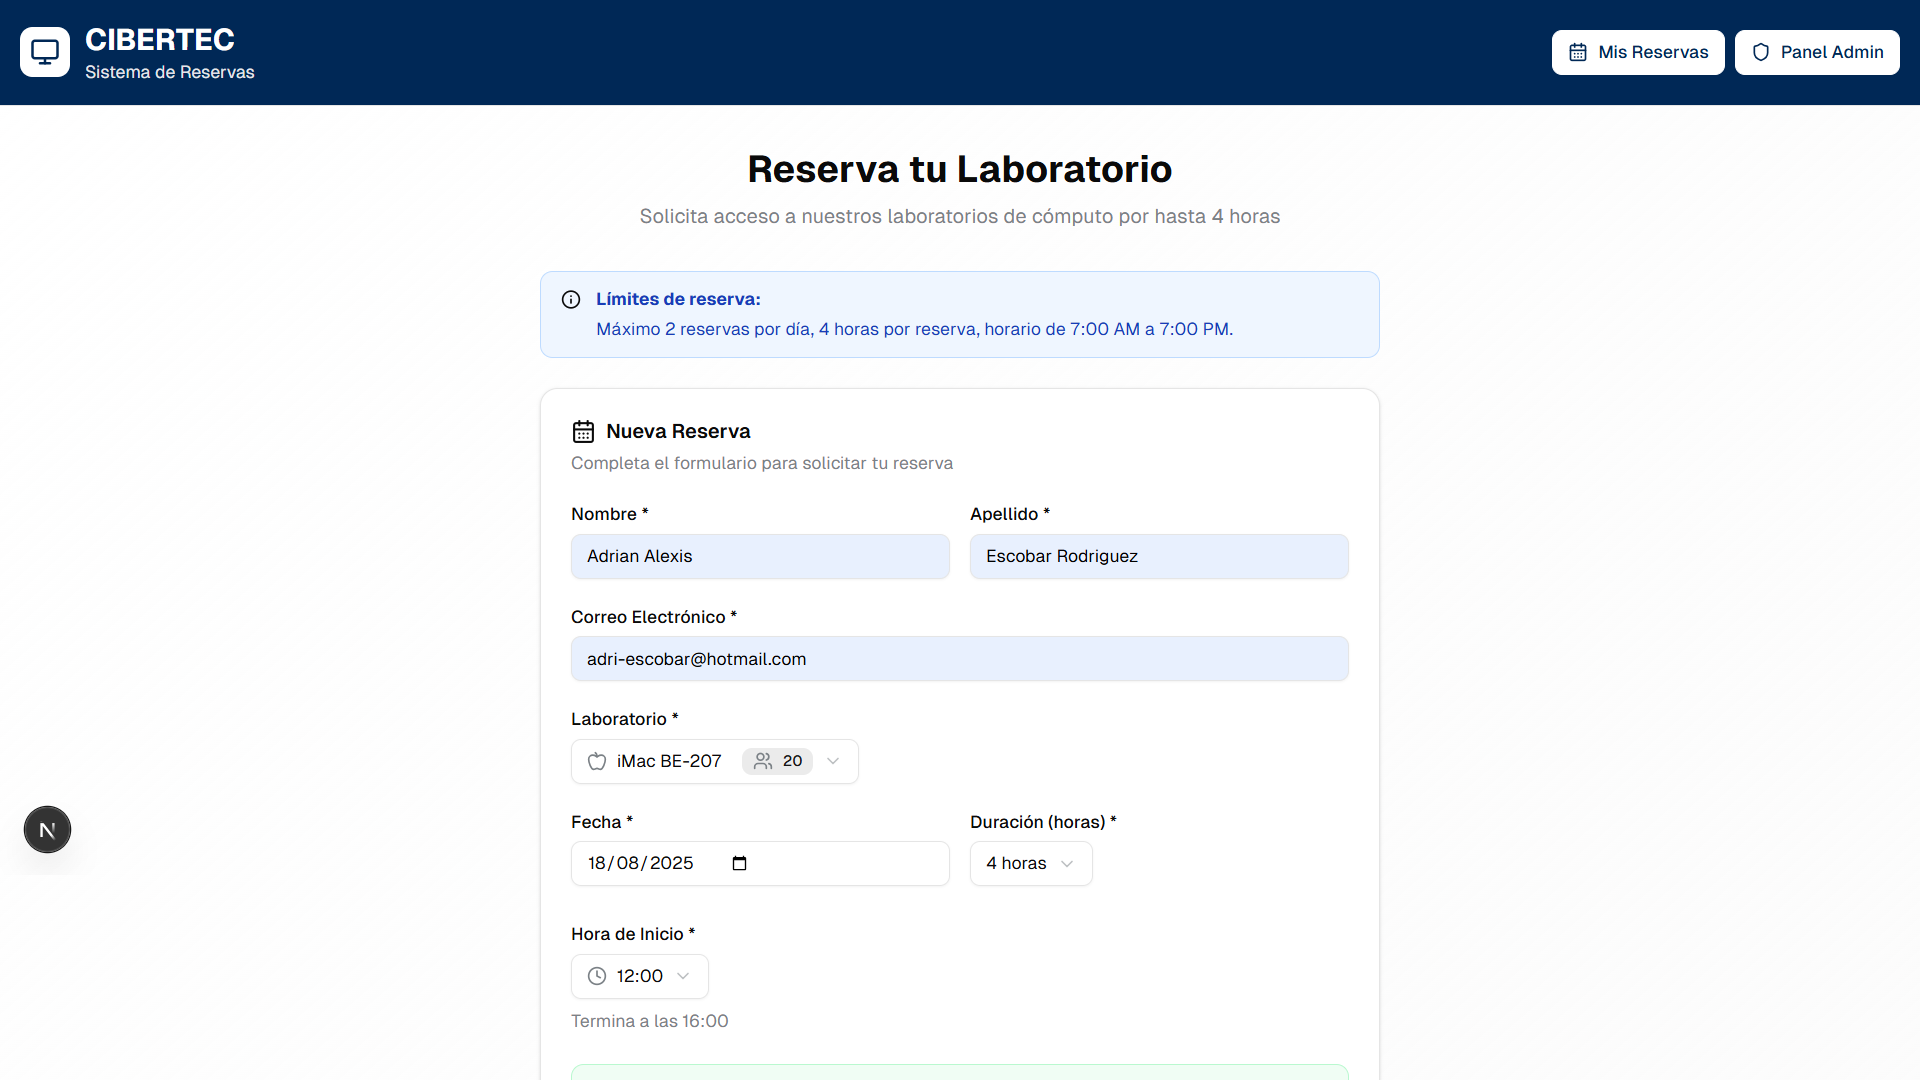 CIBERTEC
Sistema de Reservas
Mis Reservas
Panel Admin
Reserva tu Laboratorio
Solicita acceso a nuestros laboratorios de cómputo por hasta 4 horas
Límites de reserva:
Máximo 2 reservas por día, 4 horas por reserva, horario de 7:00 AM a 7:00 PM.
Nueva Reserva
Completa el formulario para solicitar tu reserva
Nombre *
Apellido *
Adrian Alexis
Escobar Rodriguez
Correo Electrónico *
adri-escobar@hotmail.com
Laboratorio *
iMac BE-207 20
Fecha *
Duración (horas) *
18/08/2025
4 horas
N
Hora de Inicio *
12:00
Termina a las 16:00